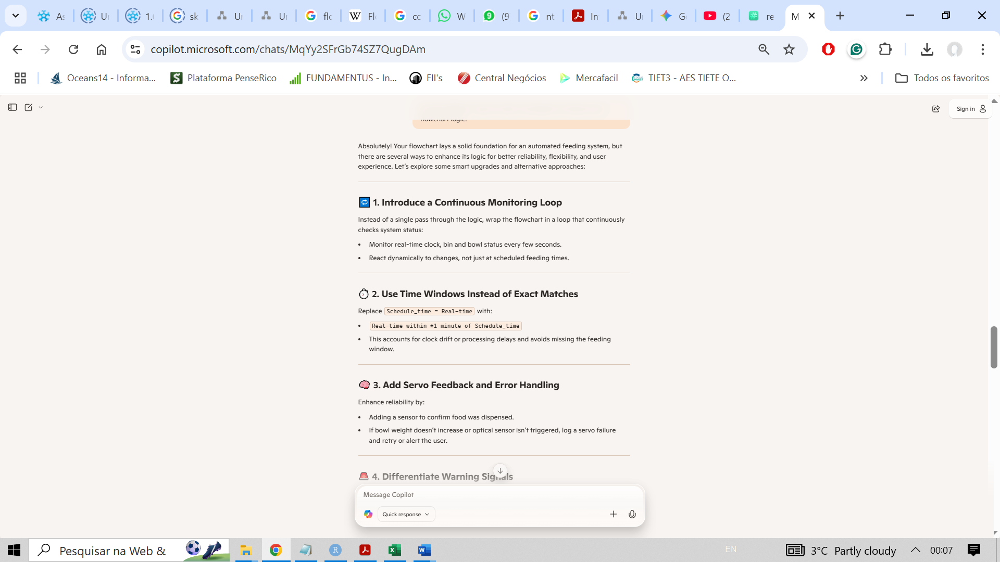 As
Un
1.
sk
Un
Un
flo
Fl
cc
W
(9
nt
In
Un
G
(2
re
M
copilot.microsoft.com/chats/MqYy2SFrGb74SZ7QugDAm
Oceans14 - Informa...
Plataforma PenseRico
FUNDAMENTUS - In...
FII's
Central Negócios
Mercafacil
TIET3 - AES TIETE O...
Todos os favoritos
Sign in
flowchart logic.
Absolutely! Your flowchart lays a solid foundation for an automated feeding system, but
there are several ways to enhance its logic for better reliability, flexibility, and user
experience. Let's explore some smart upgrades and alternative approaches:
1. Introduce a Continuous Monitoring Loop
Instead of a single pass through the logic, wrap the flowchart in a loop that continuously
checks system status:
• Monitor real-time clock, bin and bowl status every few seconds.
• React dynamically to changes, not just at scheduled feeding times.
2. Use Time Windows Instead of Exact Matches
Replace Schedule_time = Real-time with:
• Real-time within ±1 minute of Schedule_time
• This accounts for clock drift or processing delays and avoids missing the feeding
window.
3. Add Servo Feedback and Error Handling
Enhance reliability by:
• Adding a sensor to confirm food was dispensed.
• If bowl weight doesn't increase or optical sensor isn't triggered, log a servo failure
and retry or alert the user.
4. Differentiate Warning Signals
Message Copilot
Quick response
Pesquisar na Web &
EN
3°C Partly cloudy
00:07